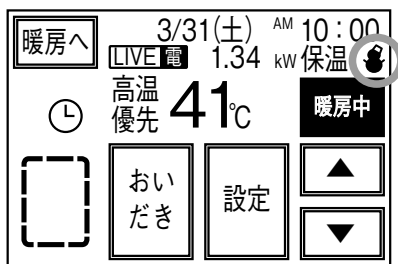 暖房へ
3/31(土) AM 10:00
LIVE 電 1.34 kW 保温
高温
優先 41℃
暖房中
おい
だき
設定
▲
▼